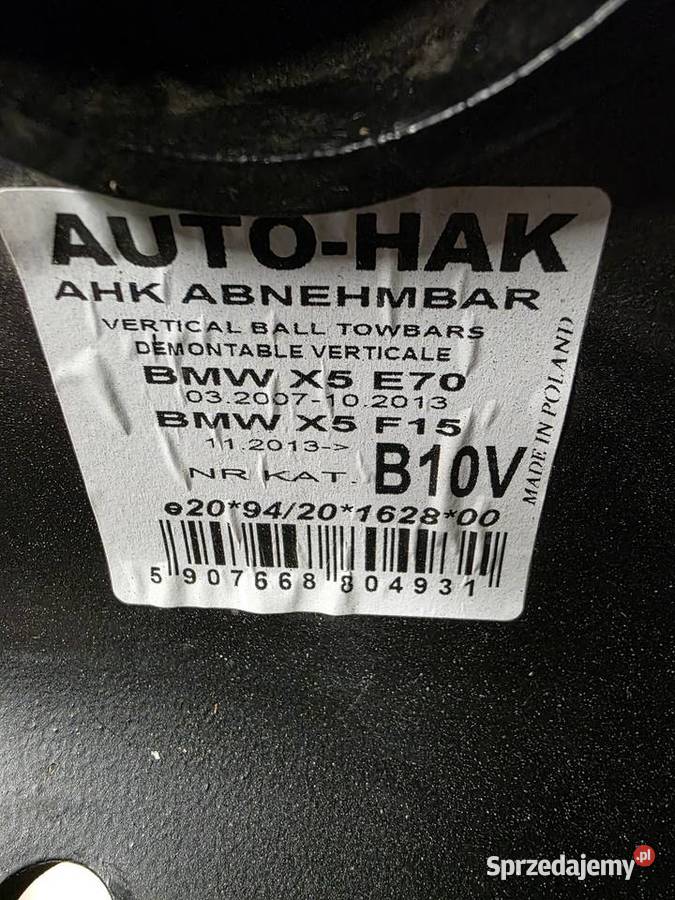 AUTO-HAK
AHK ABNEHMBAR
VERTICAL BALL TOWBARS
DEMONTABLE VERTICALE
BMW X5 E70
03.2007-10.2013
BMW X5 F15
11.2013->
NR KAT. B10V
MADE IN POLAND
e20*94/20*1628*00
5 907668 804931
Sprzedajemy.pl